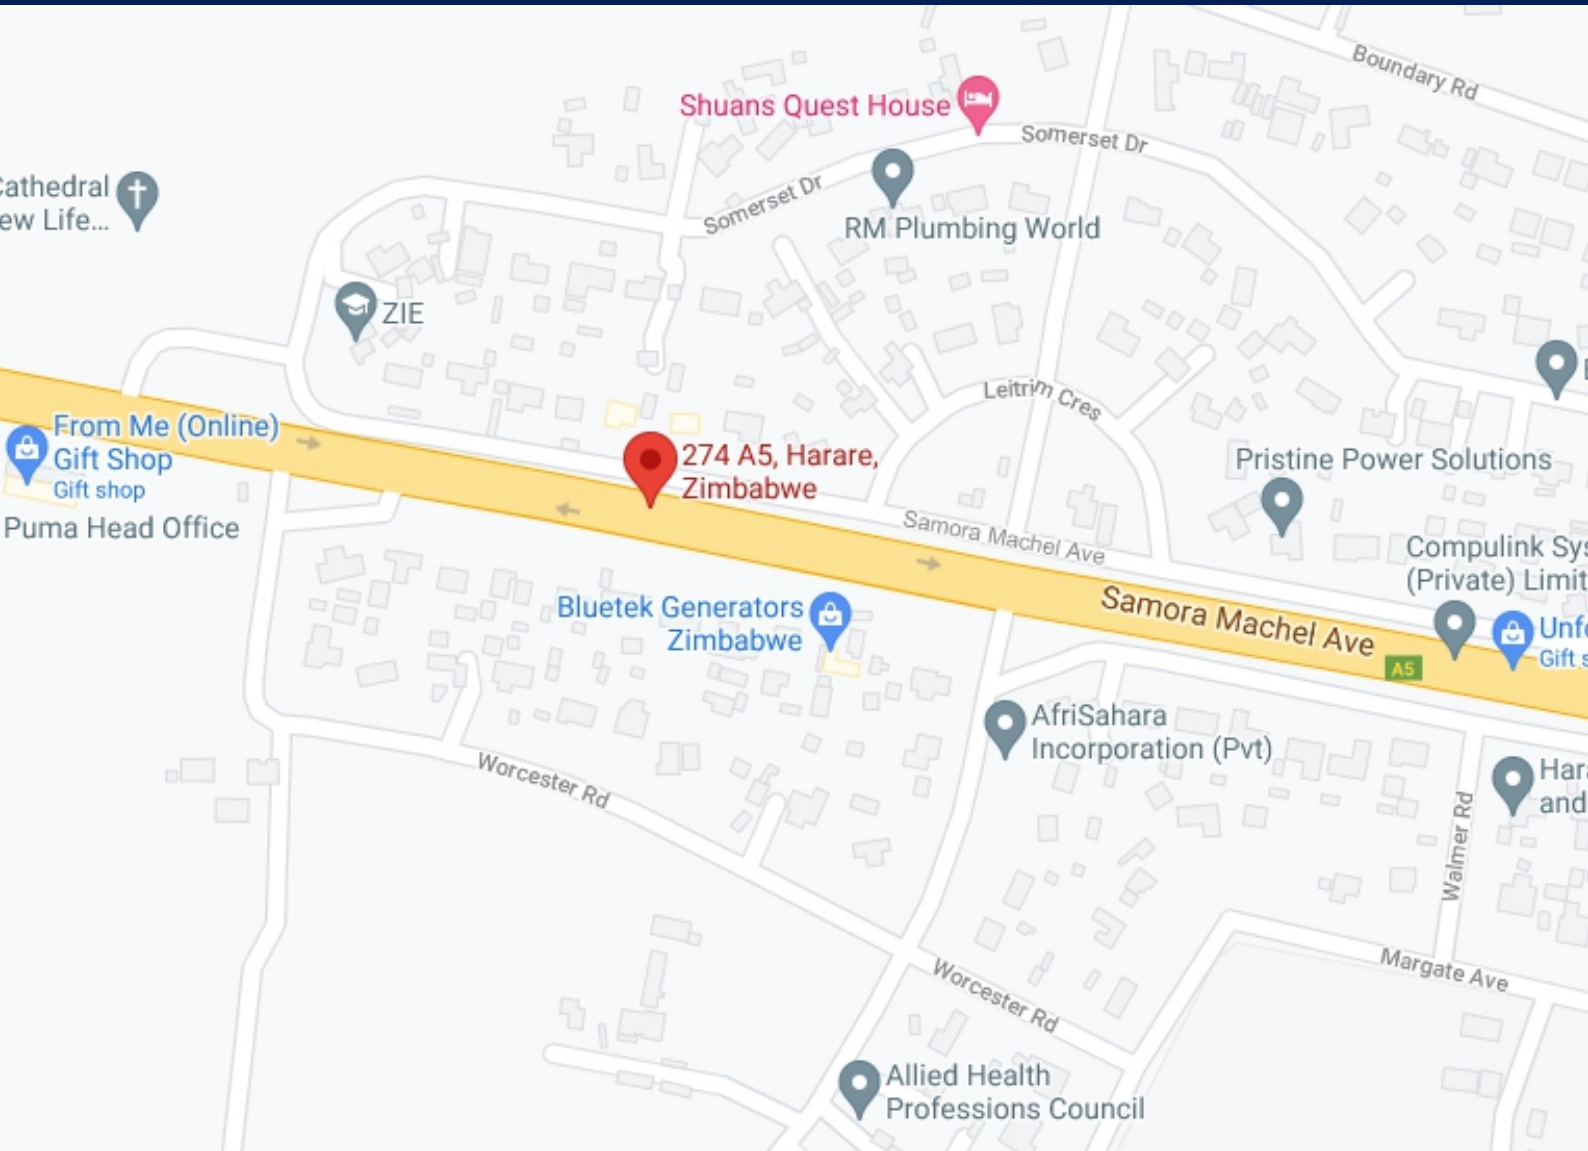 Boundary Rd
Shuans Quest House
Somerset Dr
Cathedral
ew Life...
Somerset Dr
RM Plumbing World
ZIE
Leitrim Cres
From Me (Online)
Gift Shop
Gift shop
274 A5, Harare,
Zimbabwe
Pristine Power Solutions
Puma Head Office
Samora Machel Ave
Compulink Sys
(Private) Limit
Bluetek Generators
Zimbabwe
Samora Machel Ave
Unfo
Gift s
A5
AfriSahara
Incorporation (Pvt)
Worcester Rd
Hara
and
Walmer Rd
Margate Ave
Worcester Rd
Allied Health
Professions Council